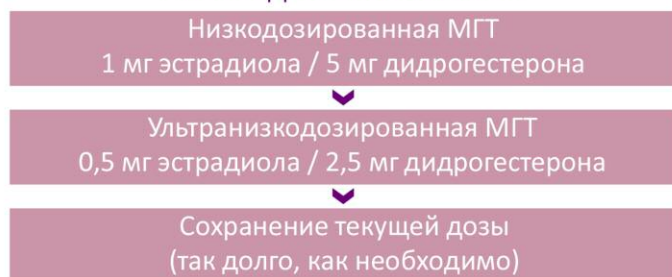 Низкодозированная МГТ
1 мг эстрадиола / 5 мг дидрогестерона
Ультранизкодозированная МГТ
0,5 мг эстрадиола / 2,5 мг дидрогестерона
Сохранение текущей дозы
(так долго, как необходимо)